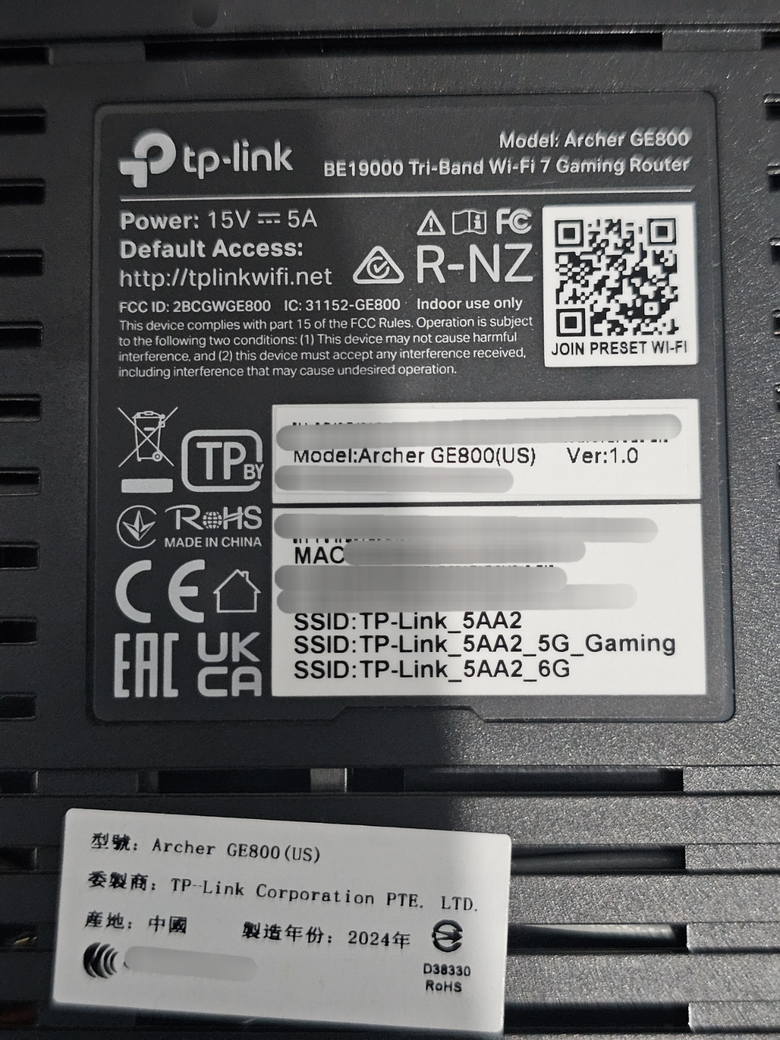 tp-link
Model: Archer GE800
BE19000 Tri-Band Wi-Fi 7 Gaming Router
Power: 15V ⎓ 5A
Default Access:
http://tplinkwifi.net
FC
R-NZ
FCC ID: 2BCGWGE800 IC: 31152-GE800 Indoor use only
This device complies with part 15 of the FCC Rules. Operation is subject
to the following two conditions: (1) This device may not cause harmful
interference, and (2) this device must accept any interference received,
including interference that may cause undesired operation.
JOIN PRESET WI-FI
TP BY
RoHS
MADE IN CHINA
CE
EAC
UK
CA
Model:Archer GE800(US) Ver:1.0
MAC
SSID:TP-Link_5AA2
SSID:TP-Link_5AA2_5G_Gaming
SSID:TP-Link_5AA2_6G
型號: Archer GE800(US)
委製商: TP-Link Corporation PTE. LTD.
產地: 中國 製造年份: 2024年
D38330
RoHS